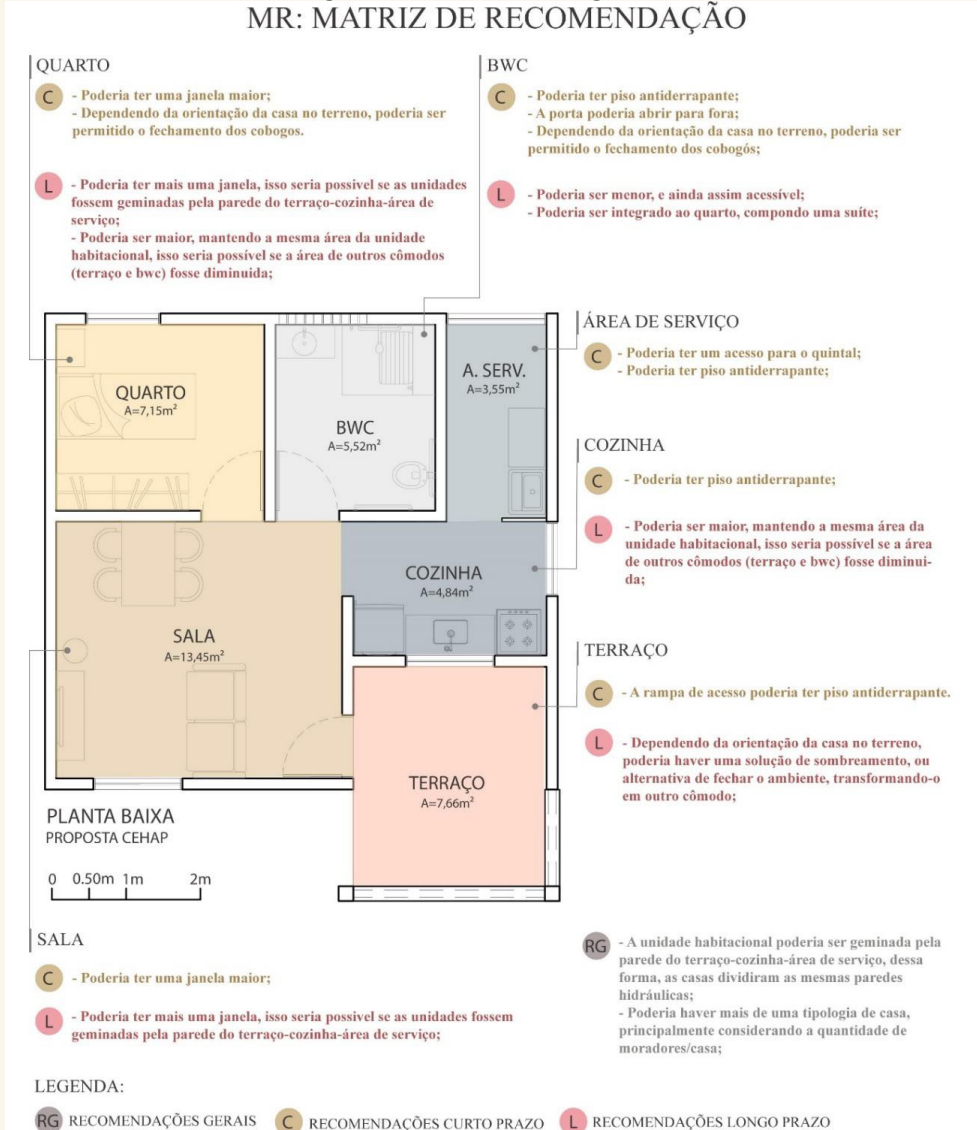 MR: MATRIZ DE RECOMENDAÇÃO
QUARTO
C
- Poderia ter uma janela maior;
- Dependendo da orientação da casa no terreno, poderia ser
permitido o fechamento dos cobogos.
L
- Poderia ter mais uma janela, isso seria possivel se as unidades
fossem geminadas pela parede do terraço-cozinha-área de
serviço;
- Poderia ser maior, mantendo a mesma área da unidade
habitacional, isso seria possível se a área de outros cômodos
(terraço e bwc) fosse diminuida;
BWC
C
- Poderia ter piso antiderrapante;
- A porta poderia abrir para fora;
- Dependendo da orientação da casa no terreno, poderia ser
permitido o fechamento dos cobogós;
L
- Poderia ser menor, e ainda assim acessível;
- Poderia ser integrado ao quarto, compondo uma suíte;
ÁREA DE SERVIÇO
C
- Poderia ter um acesso para o quintal;
- Poderia ter piso antiderrapante;
COZINHA
C
- Poderia ter piso antiderrapante;
L
- Poderia ser maior, mantendo a mesma área da
unidade habitacional, isso seria possível se a área
de outros cômodos (terraço e bwc) fosse diminui-
da;
TERRAÇO
C
- A rampa de acesso poderia ter piso antiderrapante.
L
- Dependendo da orientação da casa no terreno,
poderia haver uma solução de sombreamento, ou
alternativa de fechar o ambiente, transformando-o
em outro cômodo;
QUARTO
A=7,15m²
BWC
A=5,52m²
A. SERV.
A=3,55m²
COZINHA
A=4,84m²
SALA
A=13,45m²
TERRAÇO
A=7,66m²
PLANTA BAIXA
PROPOSTA CEHAP
0 0.50m 1m 2m
SALA
C
- Poderia ter uma janela maior;
L
- Poderia ter mais uma janela, isso seria possível se as unidades fossem
geminadas pela parede do terraço-cozinha-área de serviço;
RG
- A unidade habitacional poderia ser geminada pela
parede do terraço-cozinha-área de serviço, dessa
forma, as casas dividiram as mesmas paredes
hidráulicas;
- Poderia haver mais de uma tipologia de casa,
principalmente considerando a quantidade de
moradores/casa;
LEGENDA:
RG RECOMENDAÇÕES GERAIS C RECOMENDAÇÕES CURTO PRAZO L RECOMENDAÇÕES LONGO PRAZO